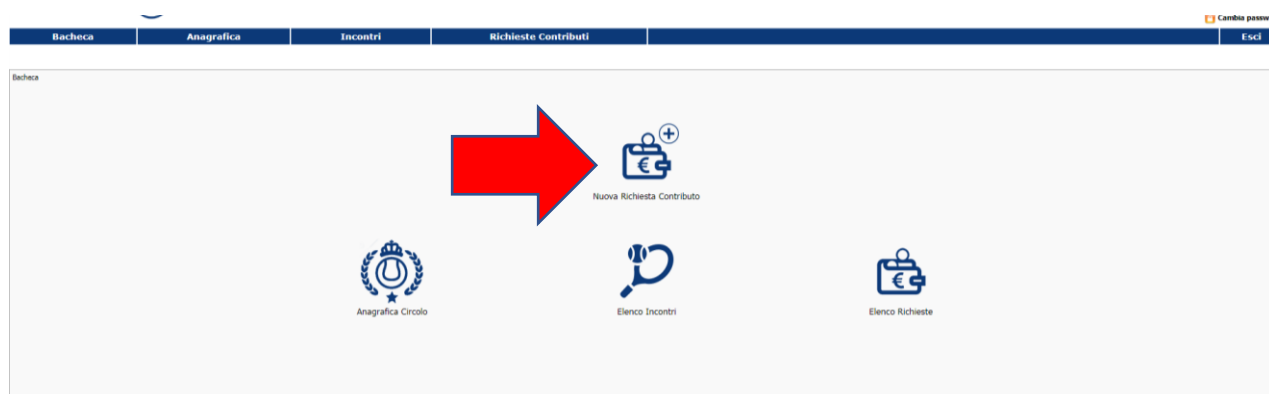 Cambia passw
Bacheca Anagrafica Incontri Richieste Contributi Esci
Bacheca
Nuova Richiesta Contributo
Anagrafica Circolo Elenco Incontri Elenco Richieste